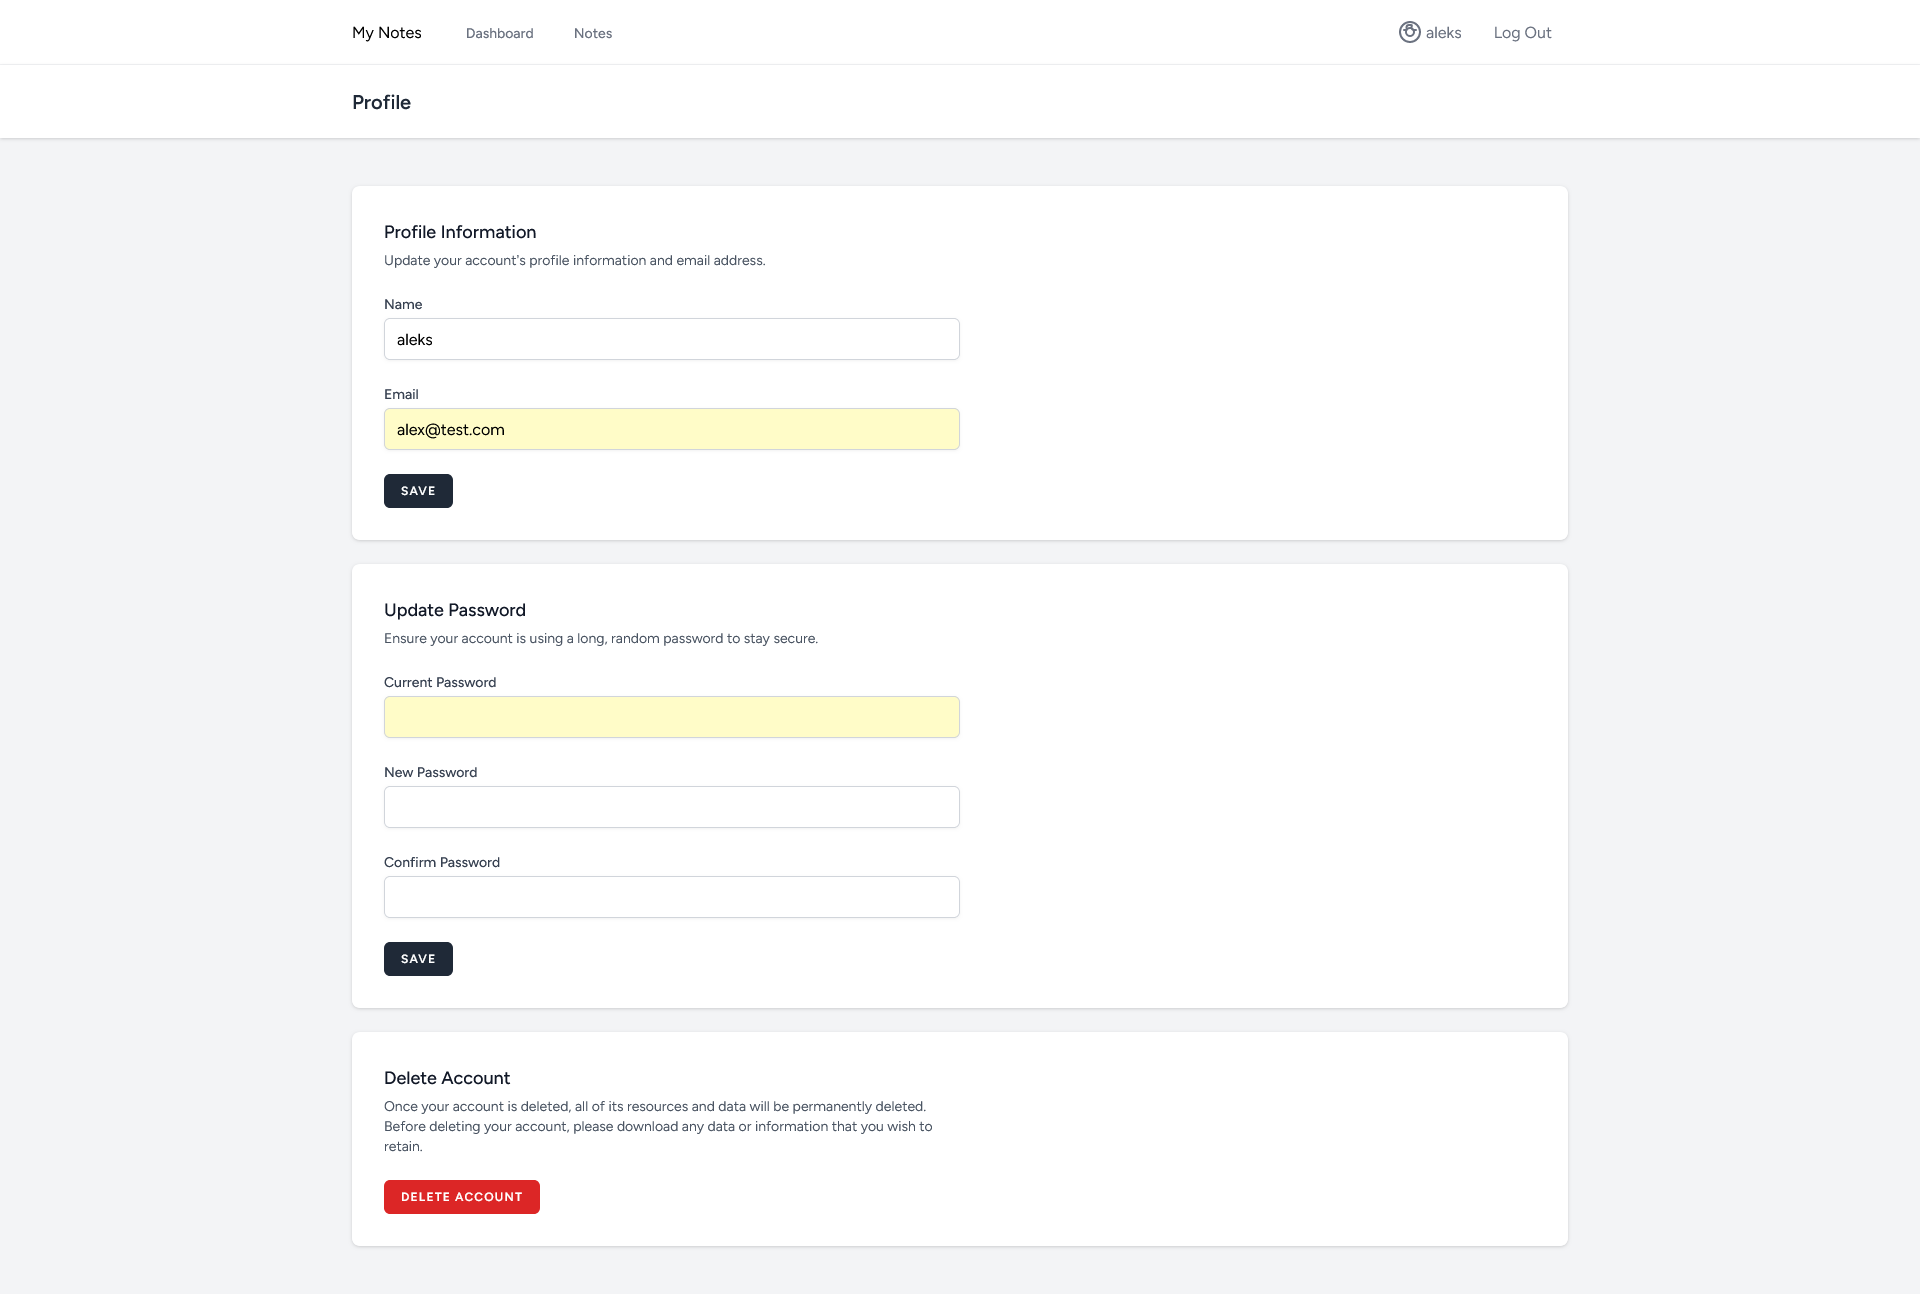 My Notes
Dashboard
Notes
aleks
Log Out
Profile
Profile Information
Update your account's profile information and email address.
Name
aleks
Email
alex@test.com
SAVE
Update Password
Ensure your account is using a long, random password to stay secure.
Current Password
New Password
Confirm Password
SAVE
Delete Account
Once your account is deleted, all of its resources and data will be permanently deleted.
Before deleting your account, please download any data or information that you wish to
retain.
DELETE ACCOUNT